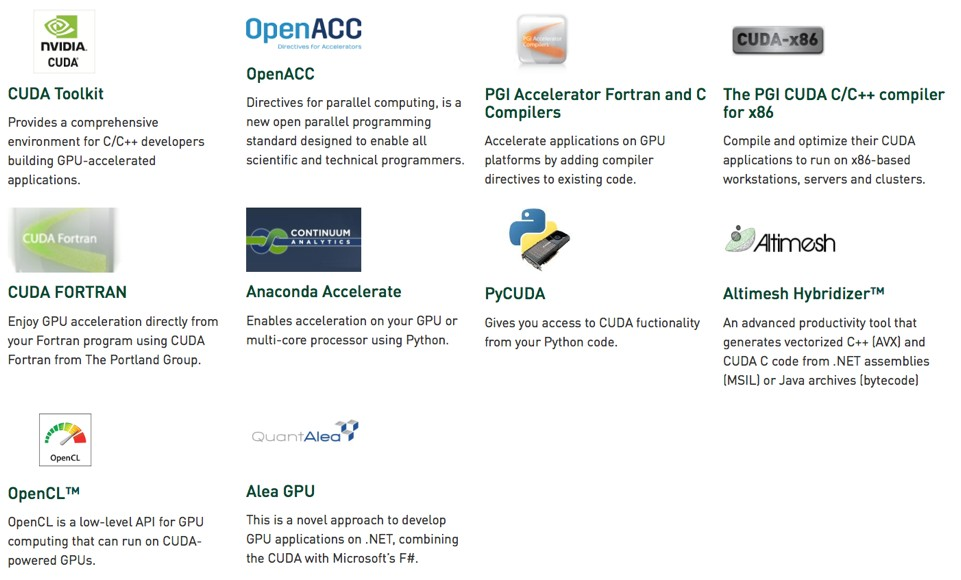 NVIDIA.
CUDA
CUDA Toolkit
Provides a comprehensive
environment for C/C++ developers
building GPU-accelerated
applications.
OpenACC
Directives for Accelerators
OpenACC
Directives for parallel computing, is a
new open parallel programming
standard designed to enable all
scientific and technical programmers.
PGI Accelerator
Compilers
PGI Accelerator Fortran and C
Compilers
Accelerate applications on GPU
platforms by adding compiler
directives to existing code.
CUDA-x86
The PGI CUDA C/C++ compiler
for x86
Compile and optimize their CUDA
applications to run on x86-based
workstations, servers and clusters.
CUDA Fortran
CUDA FORTRAN
Enjoy GPU acceleration directly from
your Fortran program using CUDA
Fortran from The Portland Group.
CONTINUUM
ANALYTICS
Anaconda Accelerate
Enables acceleration on your GPU or
multi-core processor using Python.
PyCUDA
Gives you access to CUDA fuctionality
from your Python code.
Altimesh
Altimesh Hybridizer™
An advanced productivity tool that
generates vectorized C++ (AVX) and
CUDA C code from .NET assemblies
(MSIL) or Java archives (bytecode)
OpenCL
OpenCL™
OpenCL is a low-level API for GPU
computing that can run on CUDA-
powered GPUs.
QuantAlea
Alea GPU
This is a novel approach to develop
GPU applications on .NET, combining
the CUDA with Microsoft's F#.